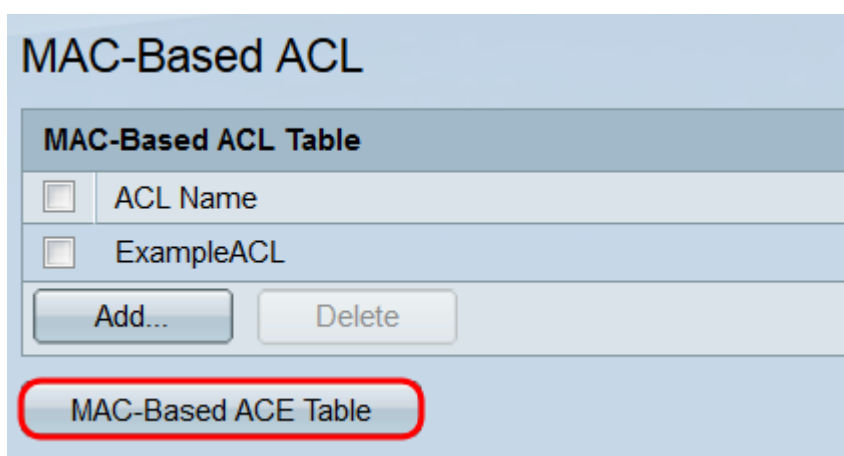 MAC-Based ACL
MAC-Based ACL Table
ACL Name
ExampleACL
Add... Delete
MAC-Based ACE Table